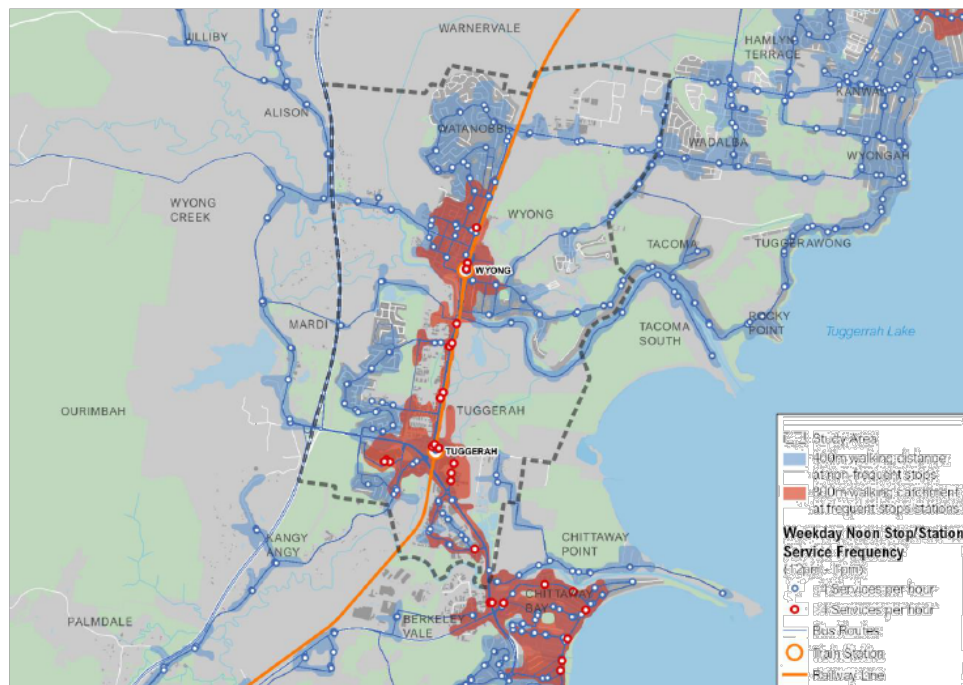 WARNERVALE
JILLIBY
HAMLYN
TERRACE
KANWAL
ALISON
WATANOBBI
WADALBA
WYONGAH
WYONG
CREEK
WYONG
TACOMA
TUGGERAWONG
WYONG
MARDI
TACOMA
SOUTH
ROCKY
POINT
Tuggerrah Lake
OURIMBAH
TUGGERAH
TUGGERAH
Study Area
400m walking distance
at non-frequent stops
800m walking catchment
at frequent stops stations
Weekday Noon Stop/Station
Service Frequency
(12pm - 1pm)
Services per hour
Services per hour
Bus Routes
Train Station
Railway Line
KANGY
ANGY
CHITTAWAY
POINT
CHITTAWAY
BAY
PALMDALE
BERKELEY
VALE